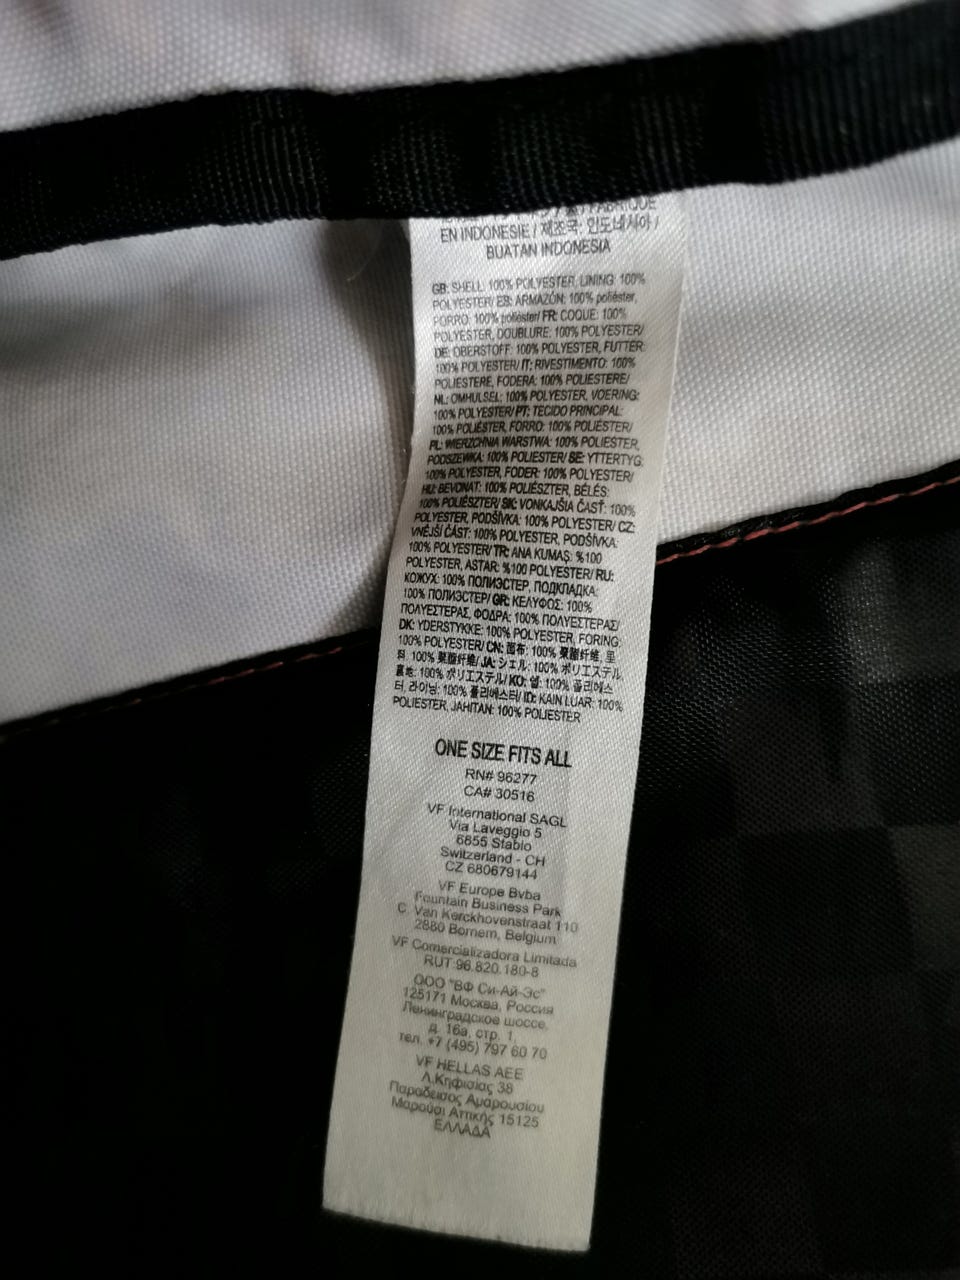 FABRIQUE
EN INDONESIE / 제조국: 인도네시아 /
BUATAN INDONESIA
GB: SHELL: 100% POLYESTER, LINING: 100%
POLYESTER/ ES: ARMAZÓN: 100% poliéster,
FORRO: 100% poliéster/ FR: COQUE: 100%
POLYESTER, DOUBLURE: 100% POLYESTER/
DE: OBERSTOFF: 100% POLYESTER, FUTTER:
100% POLYESTER/ IT: RIVESTIMENTO: 100%
POLIESTERE, FODERA: 100% POLIESTERE/
NL: OMHULSEL: 100% POLYESTER, VOERING:
100% POLYESTER/ PT: TECIDO PRINCIPAL:
100% POLIÉSTER, FORRO: 100% POLIÉSTER/
PL: WIERZCHNIA WARSTWA: 100% POLIESTER,
PODSZEWKA: 100% POLIESTER/ SE: YTTERTYG:
100% POLYESTER, FODER: 100% POLYESTER/
HU: BEVONAT: 100% POLIÉSZTER, BÉLÉS:
100% POLIÉSZTER/ SK: VONKAJŠIA ČASŤ: 100%
POLYESTER, PODŠÍVKA: 100% POLYESTER/ CZ:
VNĚJŠÍ ČÁST: 100% POLYESTER, PODŠÍVKA:
100% POLYESTER/ TR: ANA KUMAŞ: %100
POLYESTER, ASTAR: %100 POLYESTER/ RU:
КОЖУХ: 100% ПОЛИЭСТЕР, ПОДКЛАДКА:
100% ПОЛИЭСТЕР/ GR: ΚΕΛΥΦΟΣ: 100%
ΠΟΛΥΕΣΤΕΡΑΣ, ΦΟΔΡΑ: 100% ΠΟΛΥΕΣΤΕΡΑΣ/
DK: YDERSTYKKE: 100% POLYESTER, FORING:
100% POLYESTER/ CN: 面布: 100% 聚酯纤维, 里
料: 100% 聚酯纤维/ JA: シェル: 100% ポリエステル,
裏地: 100% ポリエステル/ KO: 쉘: 100% 폴리에스
터, 라이닝: 100% 폴리에스터/ ID: KAIN LUAR: 100%
POLIESTER, JAHITAN: 100% POLIESTER
ONE SIZE FITS ALL
RN# 96277
CA# 30516
VF International SAGL
Via Laveggio 5
6855 Stabio
Switzerland - CH
CZ 680679144
VF Europe Bvba
Fountain Business Park
C. Van Kerckhovenstraat 110
2880 Bornem, Belgium
VF Comercializadora Limitada
RUT 96.820.180-8
ООО "ВФ Си-Ай-Эс"
125171 Москва, Россия
Ленинградское шоссе,
д. 16а, стр. 1,
тел. +7 (495) 797 60 70
VF HELLAS AEE
Λ.Κηφισίας 38
Παράδεισος Αμαρουσίου
Μαρούσι Αττικής 15125
ΕΛΛΑΔΑ